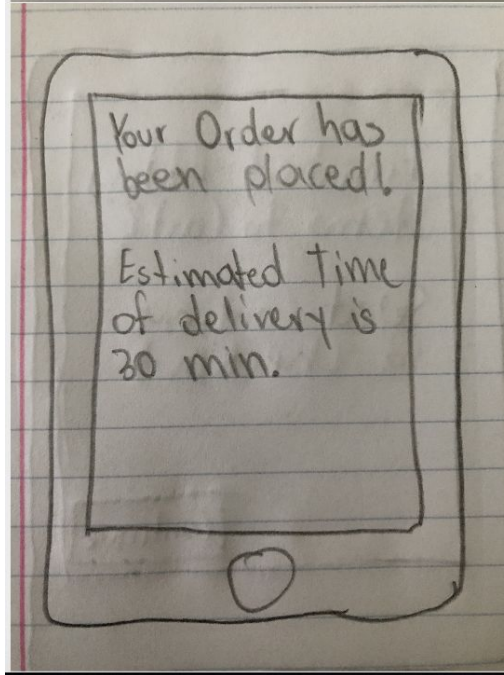 Your Order has
been placed!
Estimated Time
of delivery is
30 min.